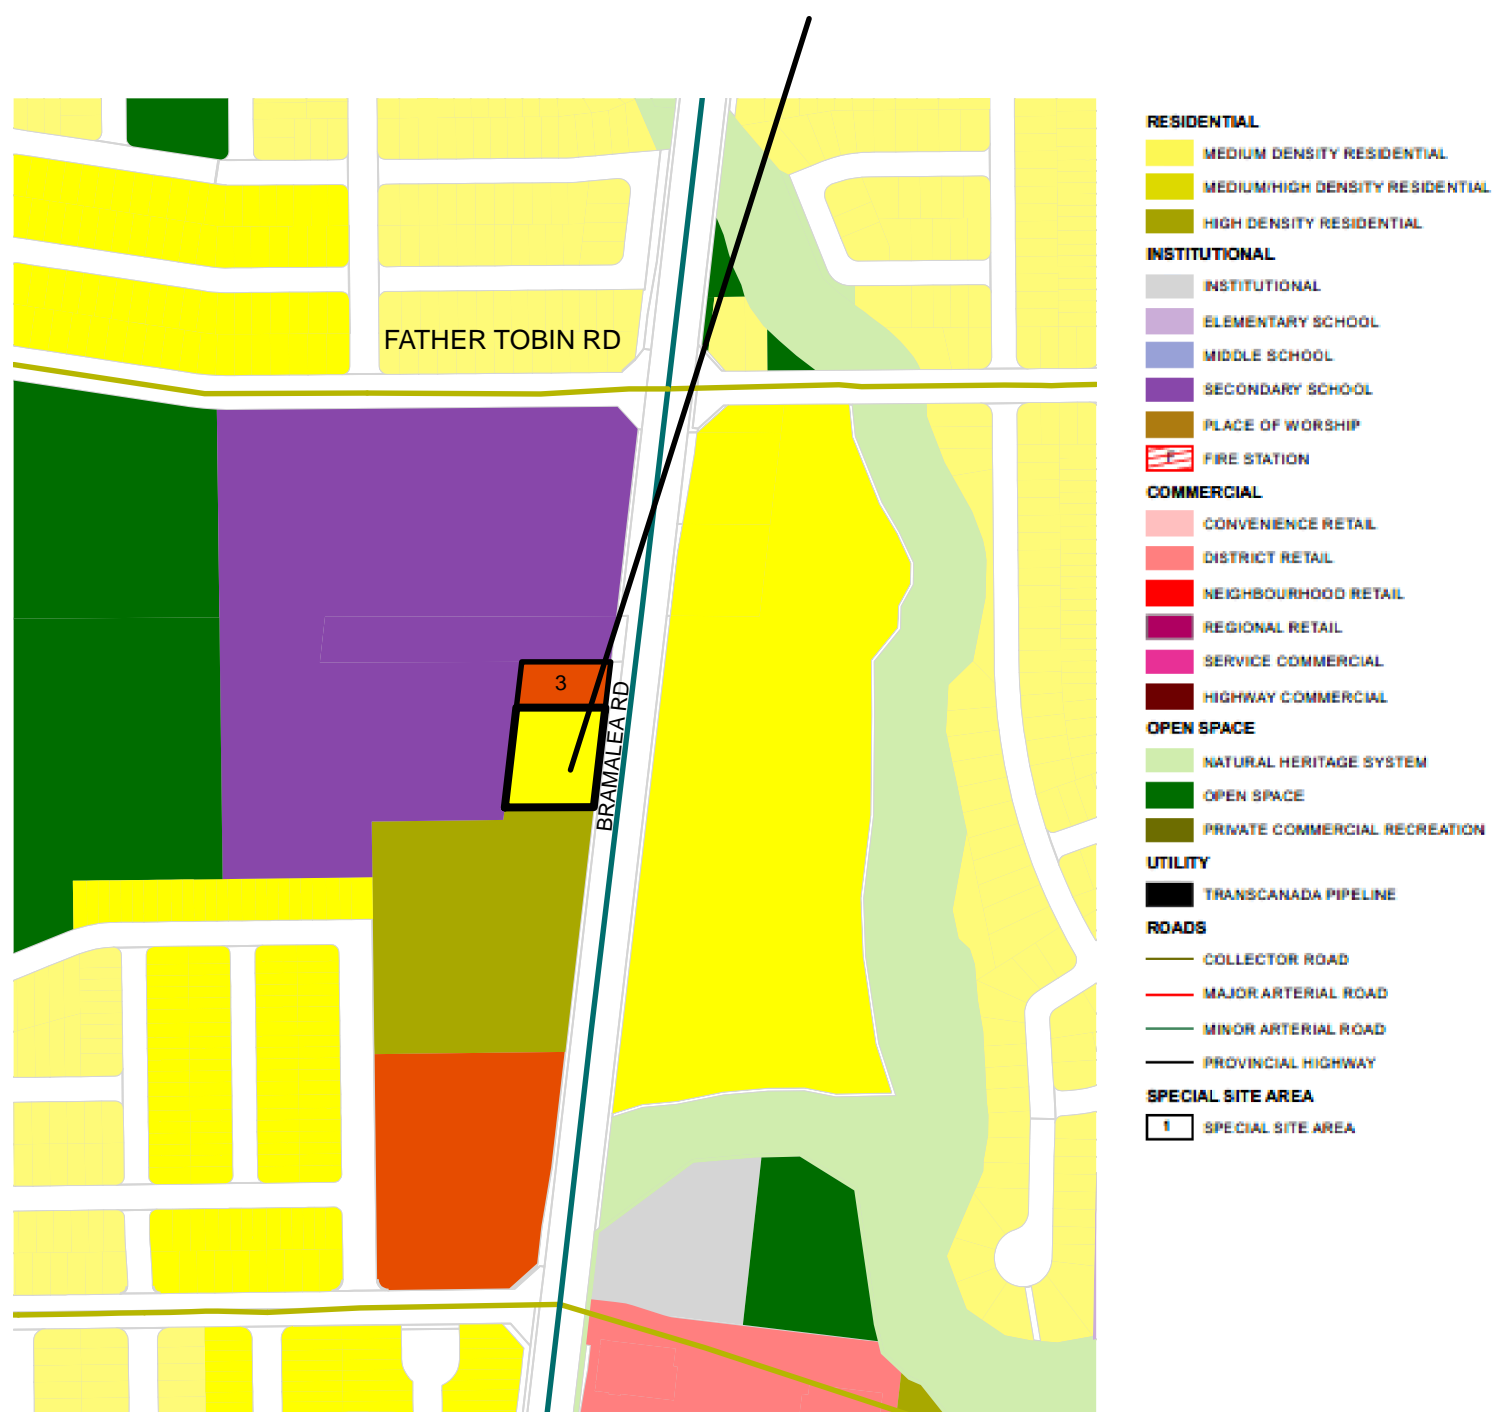 FATHER TOBIN RD
3
BRAMALEA RD
RESIDENTIAL
MEDIUM DENSITY RESIDENTIAL
MEDIUM/HIGH DENSITY RESIDENTIAL
HIGH DENSITY RESIDENTIAL
INSTITUTIONAL
INSTITUTIONAL
ELEMENTARY SCHOOL
MIDDLE SCHOOL
SECONDARY SCHOOL
PLACE OF WORSHIP
F FIRE STATION
COMMERCIAL
CONVENIENCE RETAIL
DISTRICT RETAIL
NEIGHBOURHOOD RETAIL
REGIONAL RETAIL
SERVICE COMMERCIAL
HIGHWAY COMMERCIAL
OPEN SPACE
NATURAL HERITAGE SYSTEM
OPEN SPACE
PRIVATE COMMERCIAL RECREATION
UTILITY
TRANSCANADA PIPELINE
ROADS
COLLECTOR ROAD
MAJOR ARTERIAL ROAD
MINOR ARTERIAL ROAD
PROVINCIAL HIGHWAY
SPECIAL SITE AREA
1 SPECIAL SITE AREA